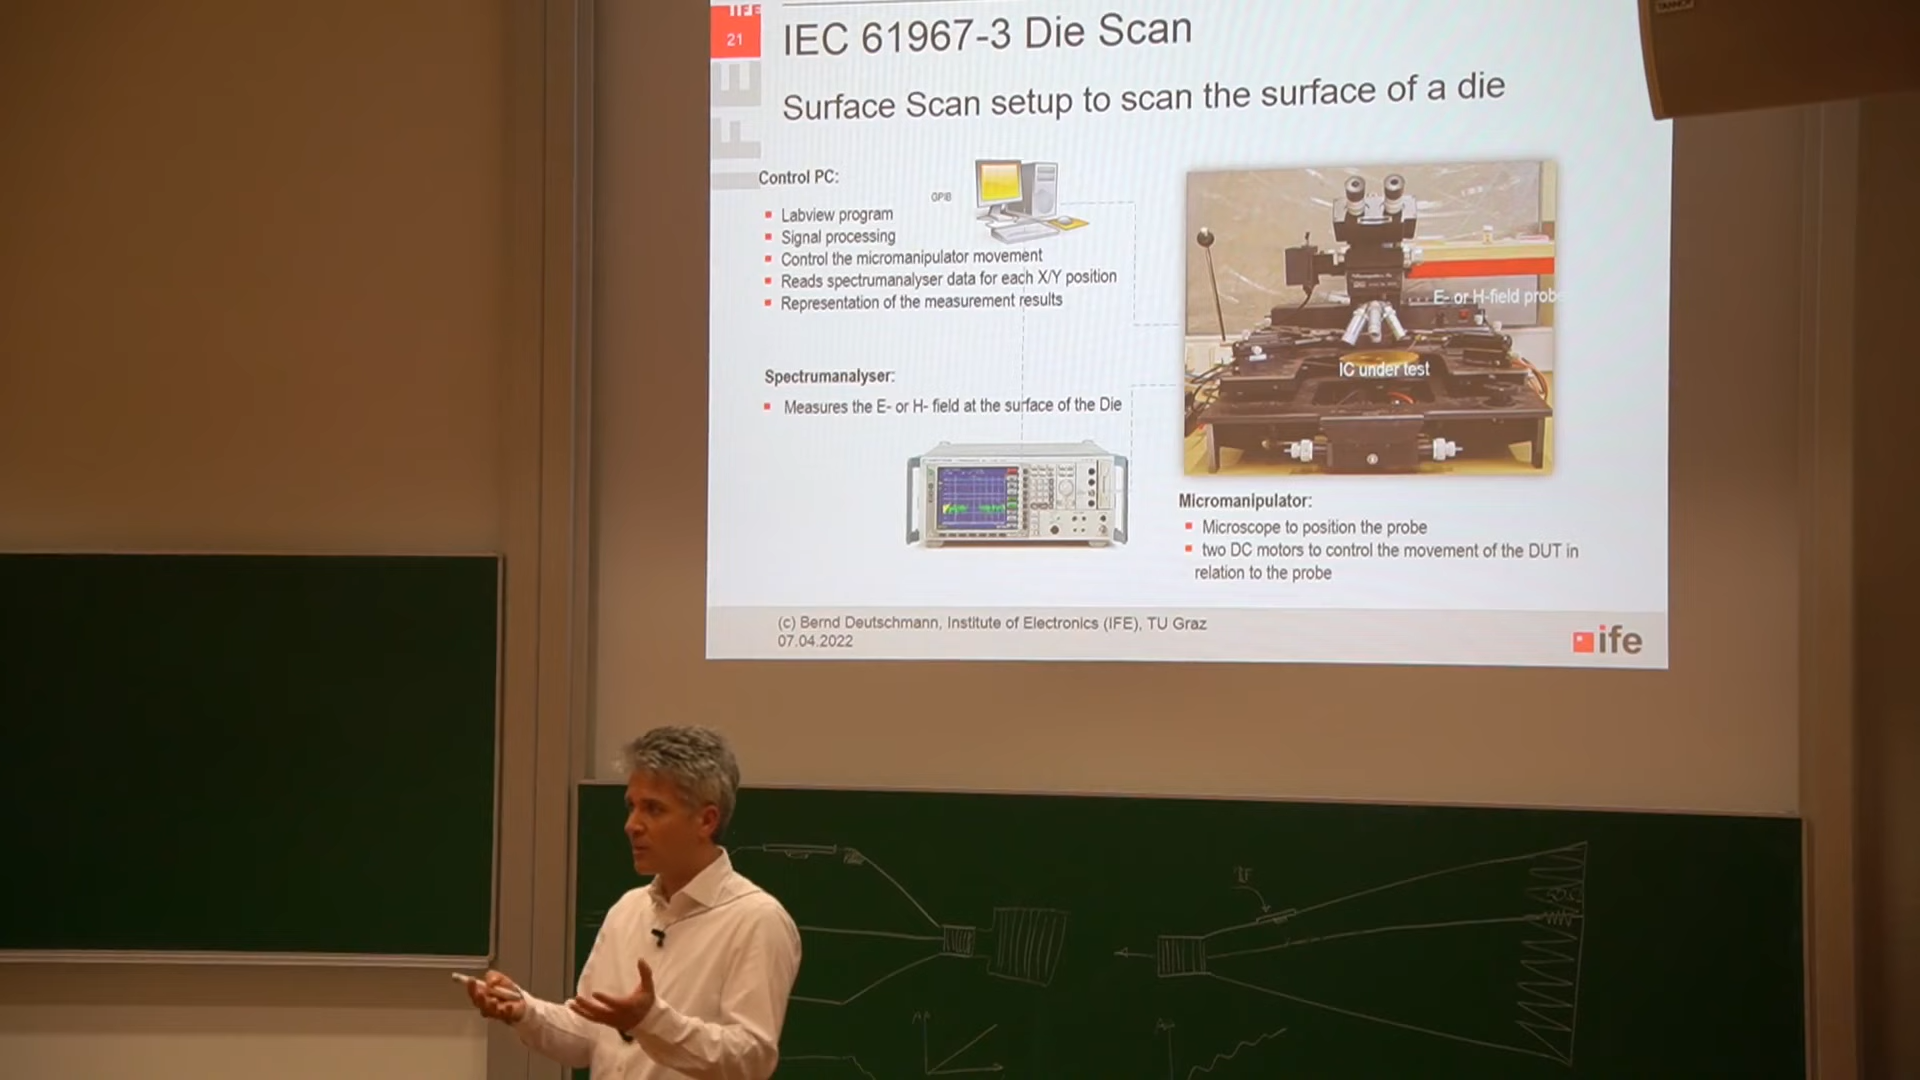 IFE
21
IFE
IEC 61967-3 Die Scan
Surface Scan setup to scan the surface of a die
Control PC:
GPIB
Labview program
Signal processing
Control the micromanipulator movement
Reads spectrumanalyser data for each X/Y position
Representation of the measurement results
E- or H-field probe
IC under test
Spectrumanalyser:
Measures the E- or H- field at the surface of the Die
Micromanipulator:
Microscope to position the probe
two DC motors to control the movement of the DUT in
relation to the probe
(c) Bernd Deutschmann, Institute of Electronics (IFE), TU Graz
07.04.2022
ife